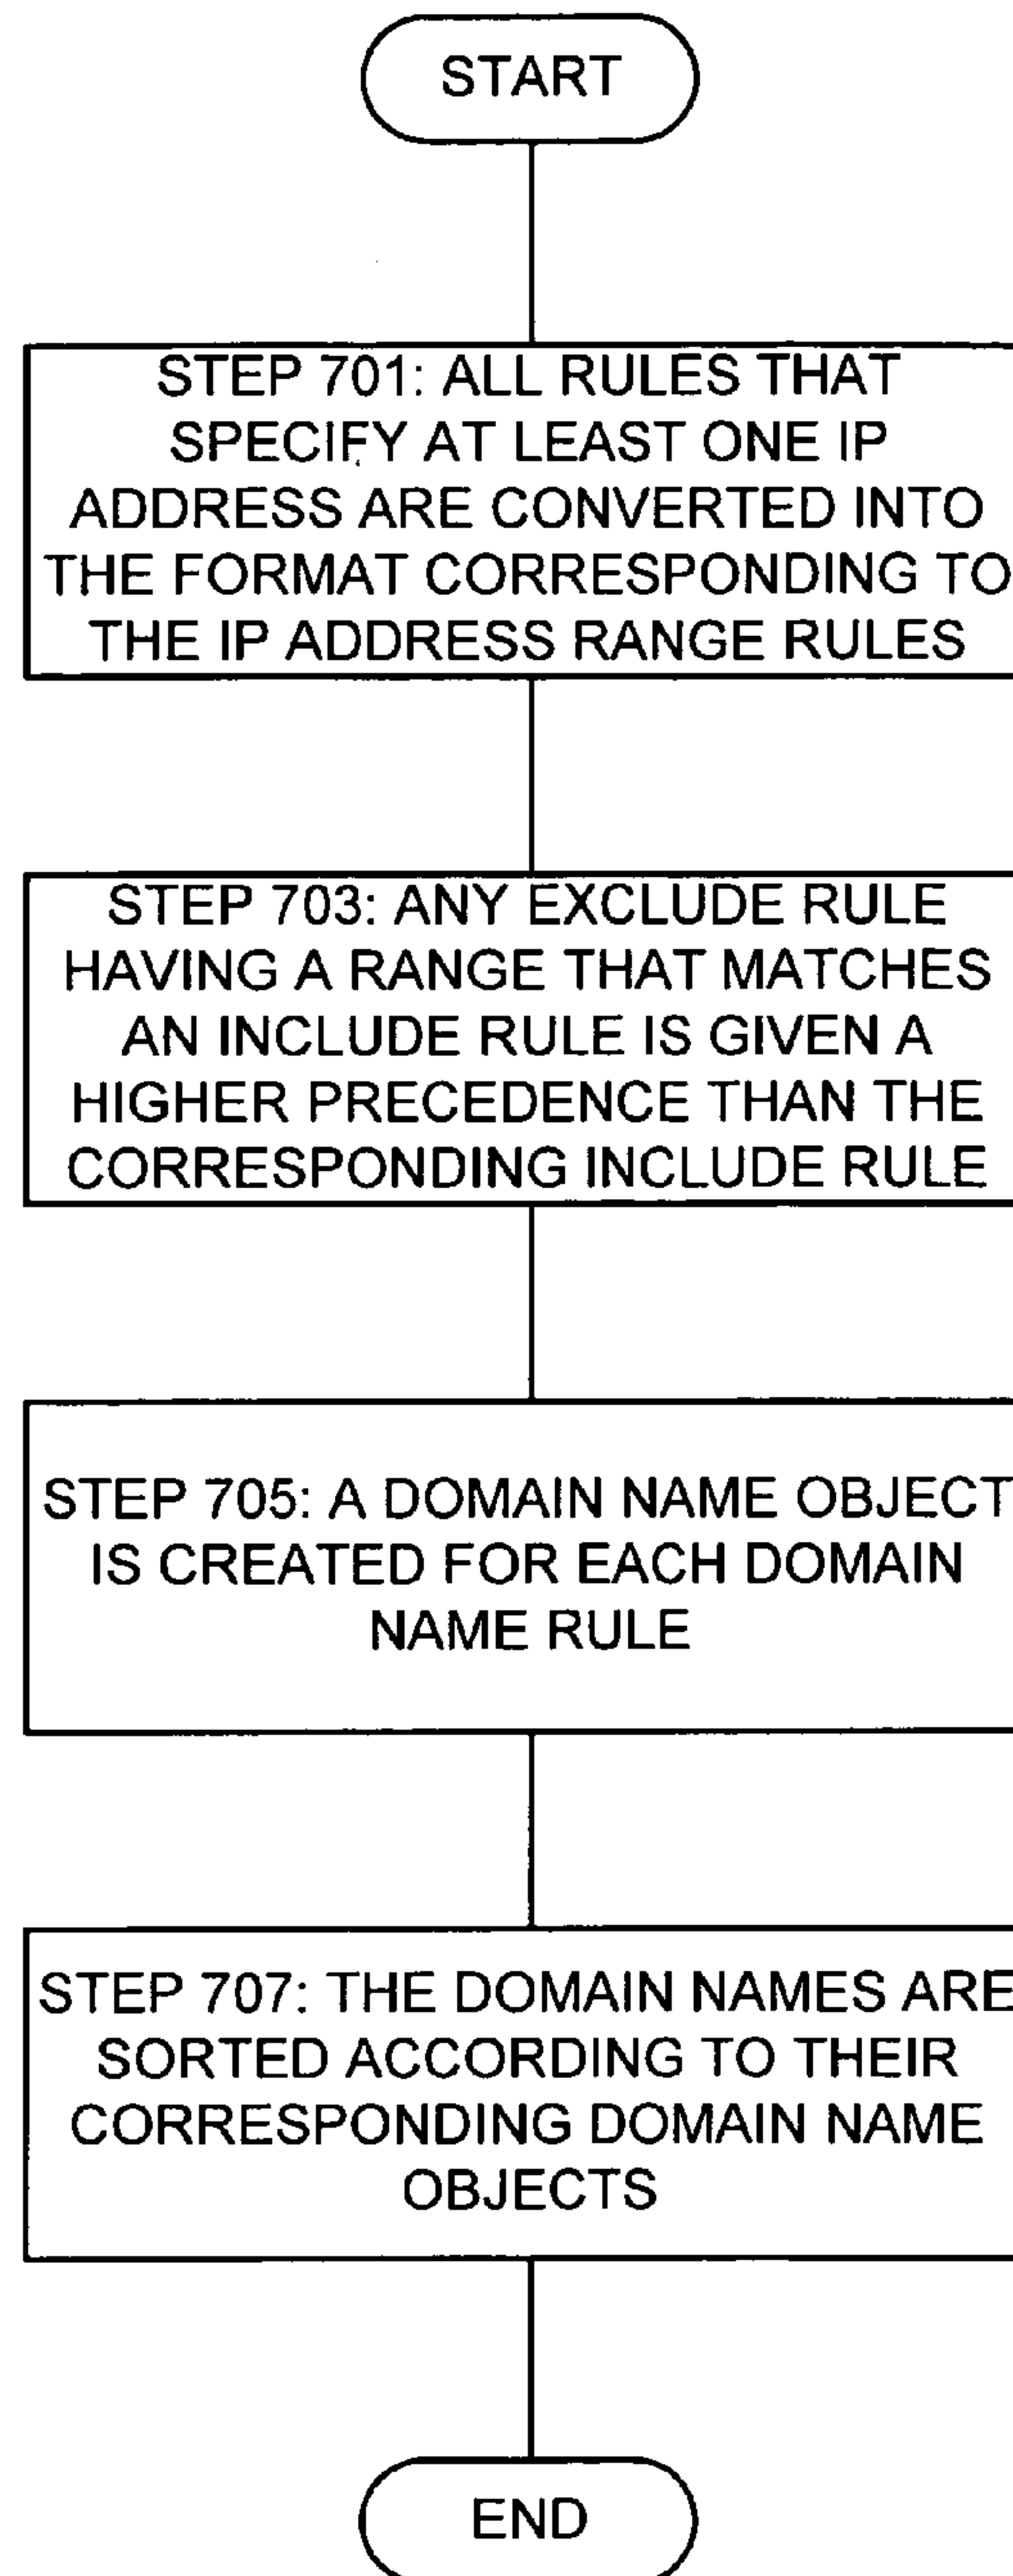 START
STEP 701: ALL RULES THAT
SPECIFY AT LEAST ONE IP
ADDRESS ARE CONVERTED INTO
THE FORMAT CORRESPONDING TO
THE IP ADDRESS RANGE RULES
STEP 703: ANY EXCLUDE RULE
HAVING A RANGE THAT MATCHES
AN INCLUDE RULE IS GIVEN A
HIGHER PRECEDENCE THAN THE
CORRESPONDING INCLUDE RULE
STEP 705: A DOMAIN NAME OBJECT
IS CREATED FOR EACH DOMAIN
NAME RULE
STEP 707: THE DOMAIN NAMES ARE
SORTED ACCORDING TO THEIR
CORRESPONDING DOMAIN NAME
OBJECTS
END